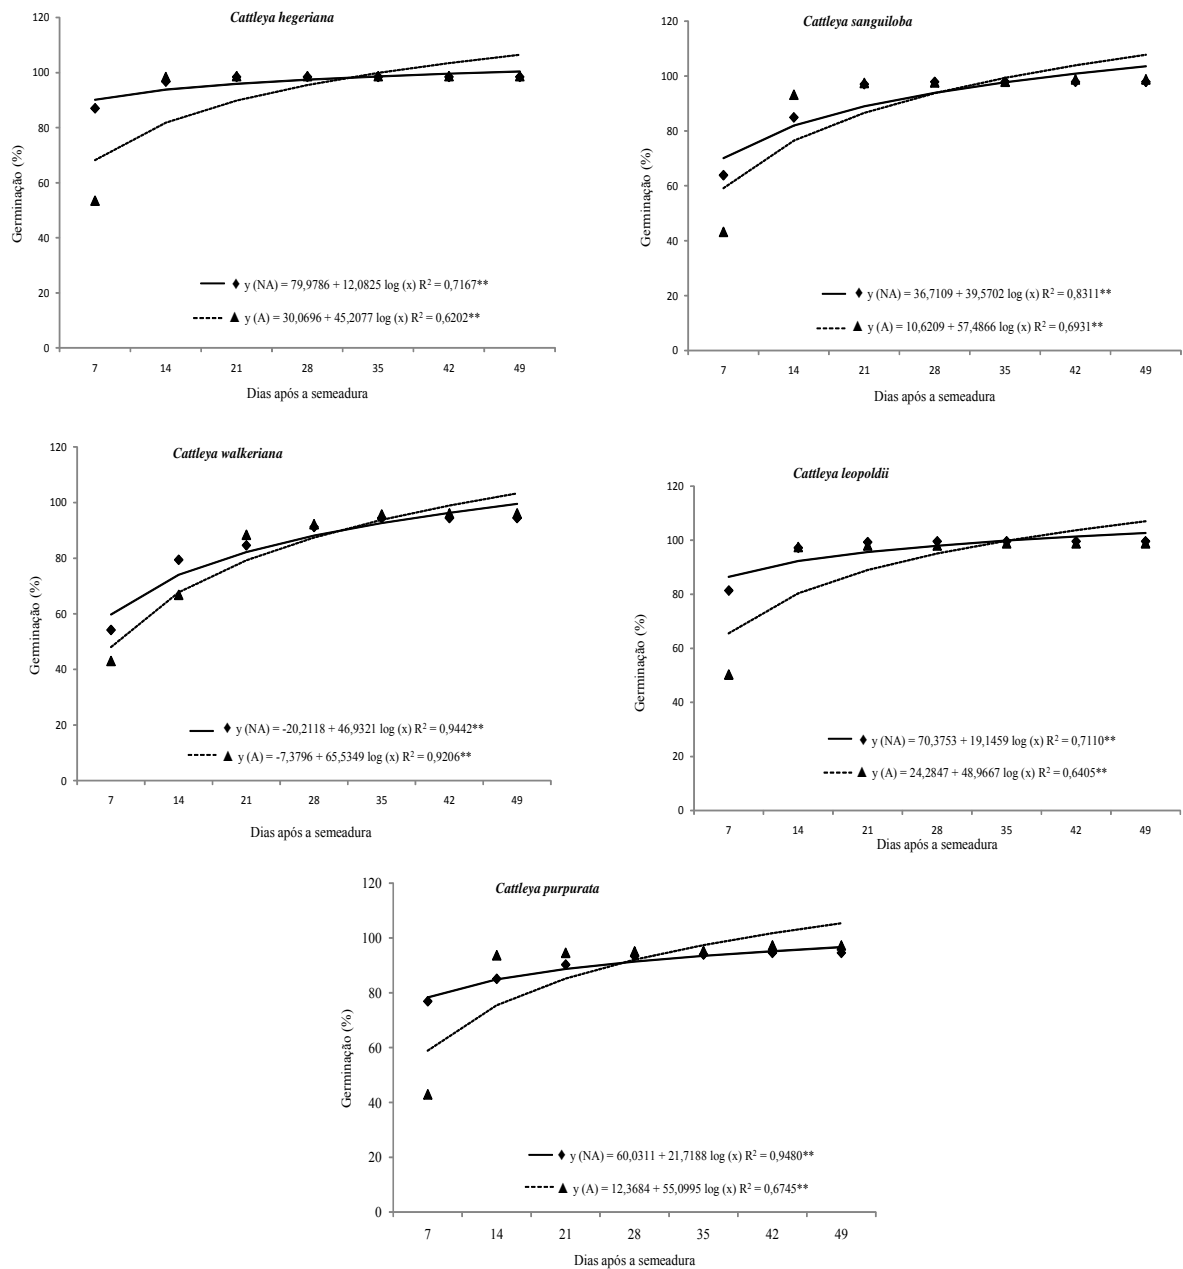 Cattleya hegeriana
120
100
80
60
40
20
0
Germinação (%)
y (NA) = 79,9786 + 12,0825 log (x) R² = 0,7167**
y (A) = 30,0696 + 45,2077 log (x) R² = 0,6202**
7 14 21 28 35 42 49
Dias após a semeadura
Cattleya sanguiloba
120
100
80
60
40
20
0
Germinação (%)
y (NA) = 36,7109 + 39,5702 log (x) R² = 0,8311**
y (A) = 10,6209 + 57,4866 log (x) R² = 0,6931**
7 14 21 28 35 42 49
Dias após a semeadura
Cattleya walkeriana
120
100
80
60
40
20
0
Germinação (%)
y (NA) = -20,2118 + 46,9321 log (x) R² = 0,9442**
y (A) = -7,3796 + 65,5349 log (x) R² = 0,9206**
7 14 21 28 35 42 49
Dias após a semeadura
Cattleya leopoldii
120
100
80
60
40
20
0
Germinação (%)
y (NA) = 70,3753 + 19,1459 log (x) R² = 0,7110**
y (A) = 24,2847 + 48,9667 log (x) R² = 0,6405**
7 14 21 28 35 42 49
Dias após a semeadura
Cattleya purpurata
120
100
80
60
40
20
0
Germinação (%)
y (NA) = 60,0311 + 21,7188 log (x) R² = 0,9480**
y (A) = 12,3684 + 55,0995 log (x) R² = 0,6745**
7 14 21 28 35 42 49
Dias após a semeadura